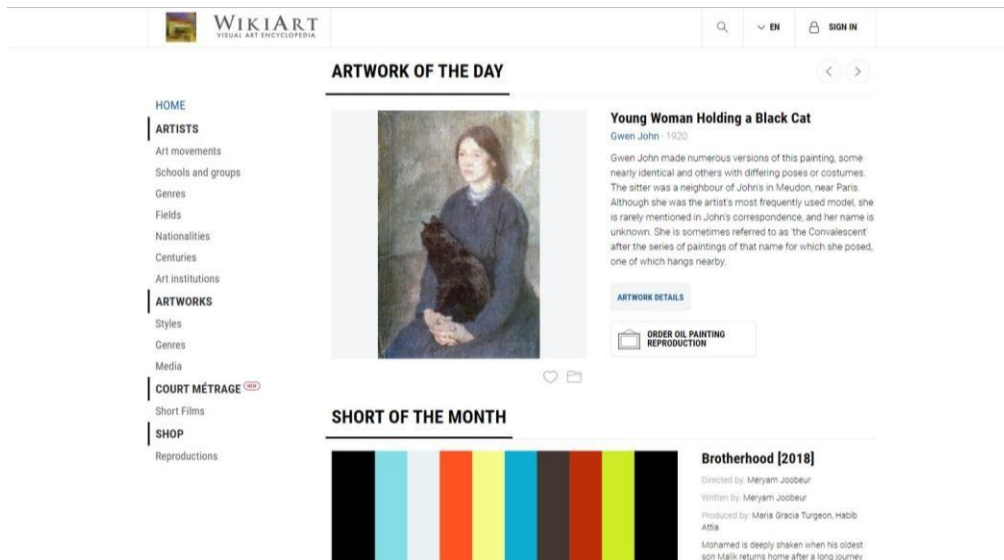 WIKIART
VISUAL ART ENCYCLOPEDIA
EN
SIGN IN
HOME
ARTISTS
Art movements
Schools and groups
Genres
Fields
Nationalities
Centuries
Art institutions
ARTWORKS
Styles
Genres
Media
COURT MÉTRAGE NEW
Short Films
SHOP
Reproductions
ARTWORK OF THE DAY
Young Woman Holding a Black Cat
Gwen John · 1920
Gwen John made numerous versions of this painting, some
nearly identical and others with differing poses or costumes.
The sitter was a neighbour of John's in Meudon, near Paris.
Although she was the artist's most frequently used model, she
is rarely mentioned in John's correspondence, and her name is
unknown. She is sometimes referred to as 'the Convalescent'
after the series of paintings of that name for which she posed,
one of which hangs nearby.
ARTWORK DETAILS
ORDER OIL PAINTING
REPRODUCTION
SHORT OF THE MONTH
Brotherhood [2018]
Directed by: Meryam Joobeur
Written by: Meryam Joobeur
Produced by: Maria Gracia Turgeon, Habib
Attia
Mohamed is deeply shaken when his oldest
son Malik returns home after a long journey